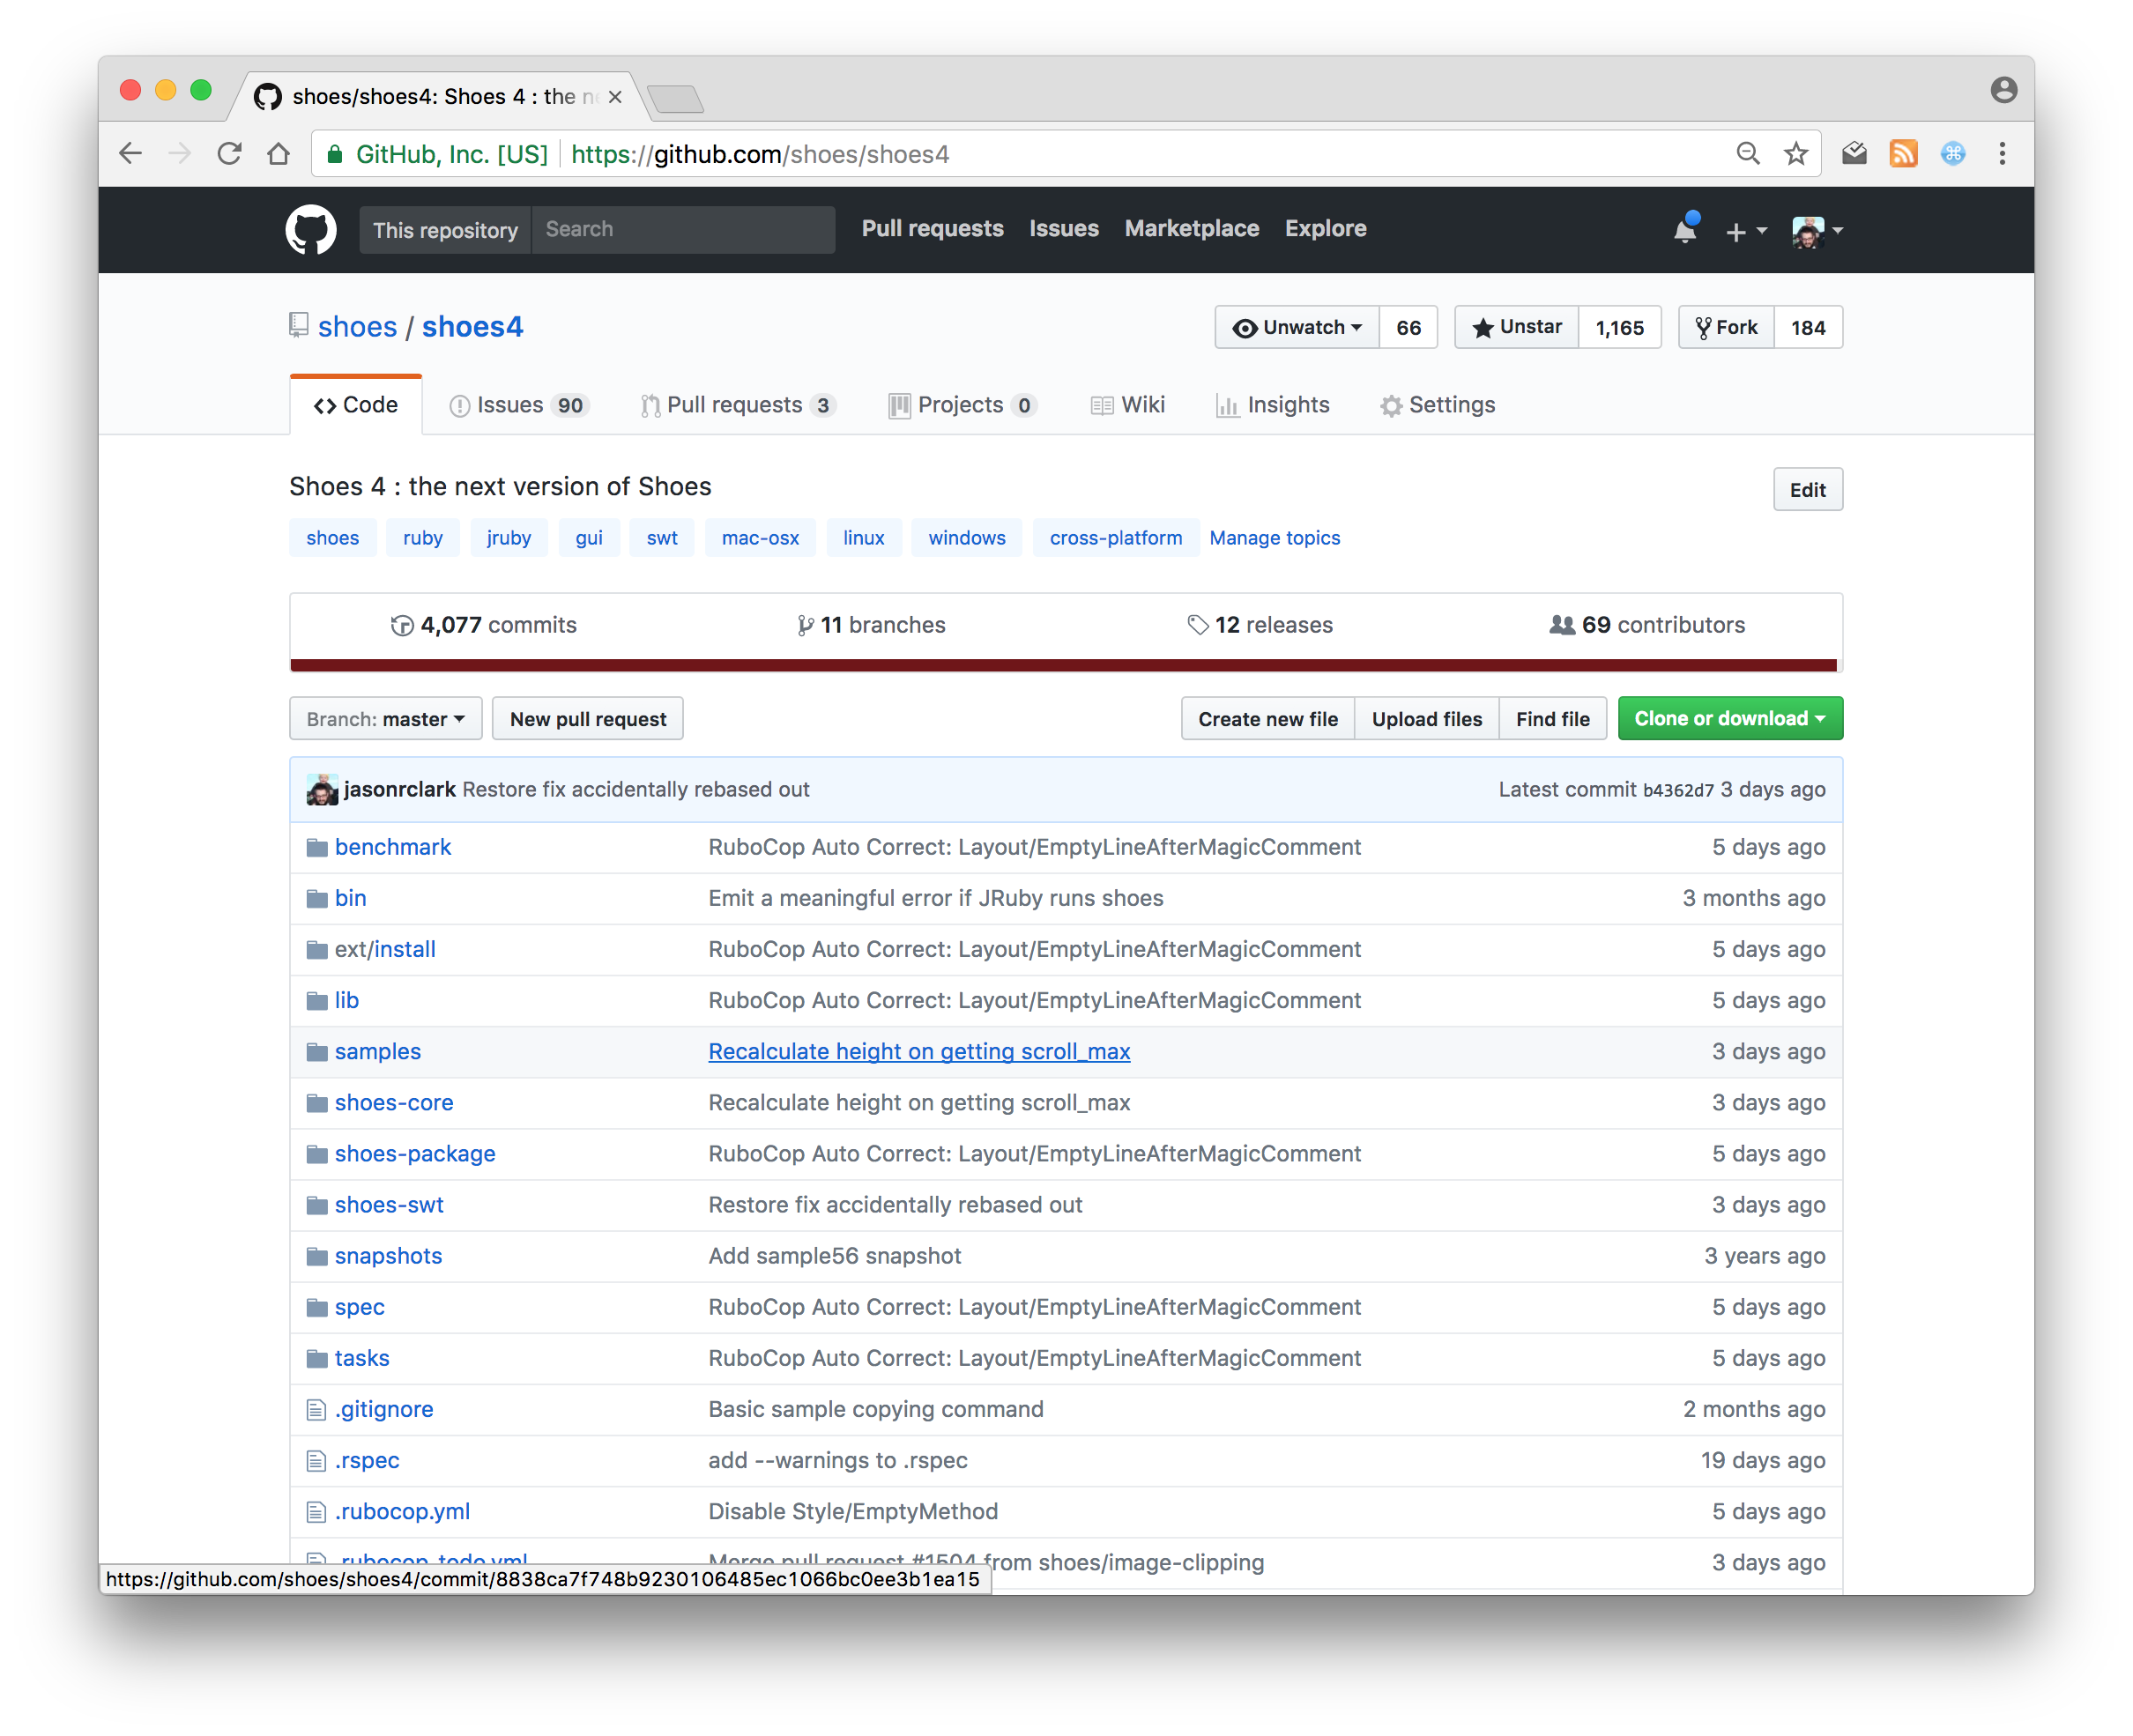 shoes/shoes4: Shoes 4 : the
GitHub, Inc. [US] https://github.com/shoes/shoes4
This repository Search Pull requests Issues Marketplace Explore
shoes / shoes4 Unwatch 66 Unstar 1,165 Fork 184
Code Issues 90 Pull requests 3 Projects 0 Wiki Insights Settings
Shoes 4 : the next version of Shoes Edit
shoes ruby jruby gui swt mac-osx linux windows cross-platform Manage topics
4,077 commits 11 branches 12 releases 69 contributors
Branch: master New pull request Create new file Upload files Find file Clone or download
jasonrclark Restore fix accidentally rebased out Latest commit b4362d7 3 days ago
benchmark RuboCop Auto Correct: Layout/EmptyLineAfterMagicComment 5 days ago
bin Emit a meaningful error if JRuby runs shoes 3 months ago
ext/install RuboCop Auto Correct: Layout/EmptyLineAfterMagicComment 5 days ago
lib RuboCop Auto Correct: Layout/EmptyLineAfterMagicComment 5 days ago
samples Recalculate height on getting scroll_max 3 days ago
shoes-core Recalculate height on getting scroll_max 3 days ago
shoes-package RuboCop Auto Correct: Layout/EmptyLineAfterMagicComment 5 days ago
shoes-swt Restore fix accidentally rebased out 3 days ago
snapshots Add sample56 snapshot 3 years ago
spec RuboCop Auto Correct: Layout/EmptyLineAfterMagicComment 5 days ago
tasks RuboCop Auto Correct: Layout/EmptyLineAfterMagicComment 5 days ago
.gitignore Basic sample copying command 2 months ago
.rspec add --warnings to .rspec 19 days ago
.rubocop.yml Disable Style/EmptyMethod 5 days ago
.rubocop_todo.yml Merge pull request #1504 from shoes/image-clipping 3 days ago
https://github.com/shoes/shoes4/commit/8838ca7f748b9230106485ec1066bc0ee3b1ea15